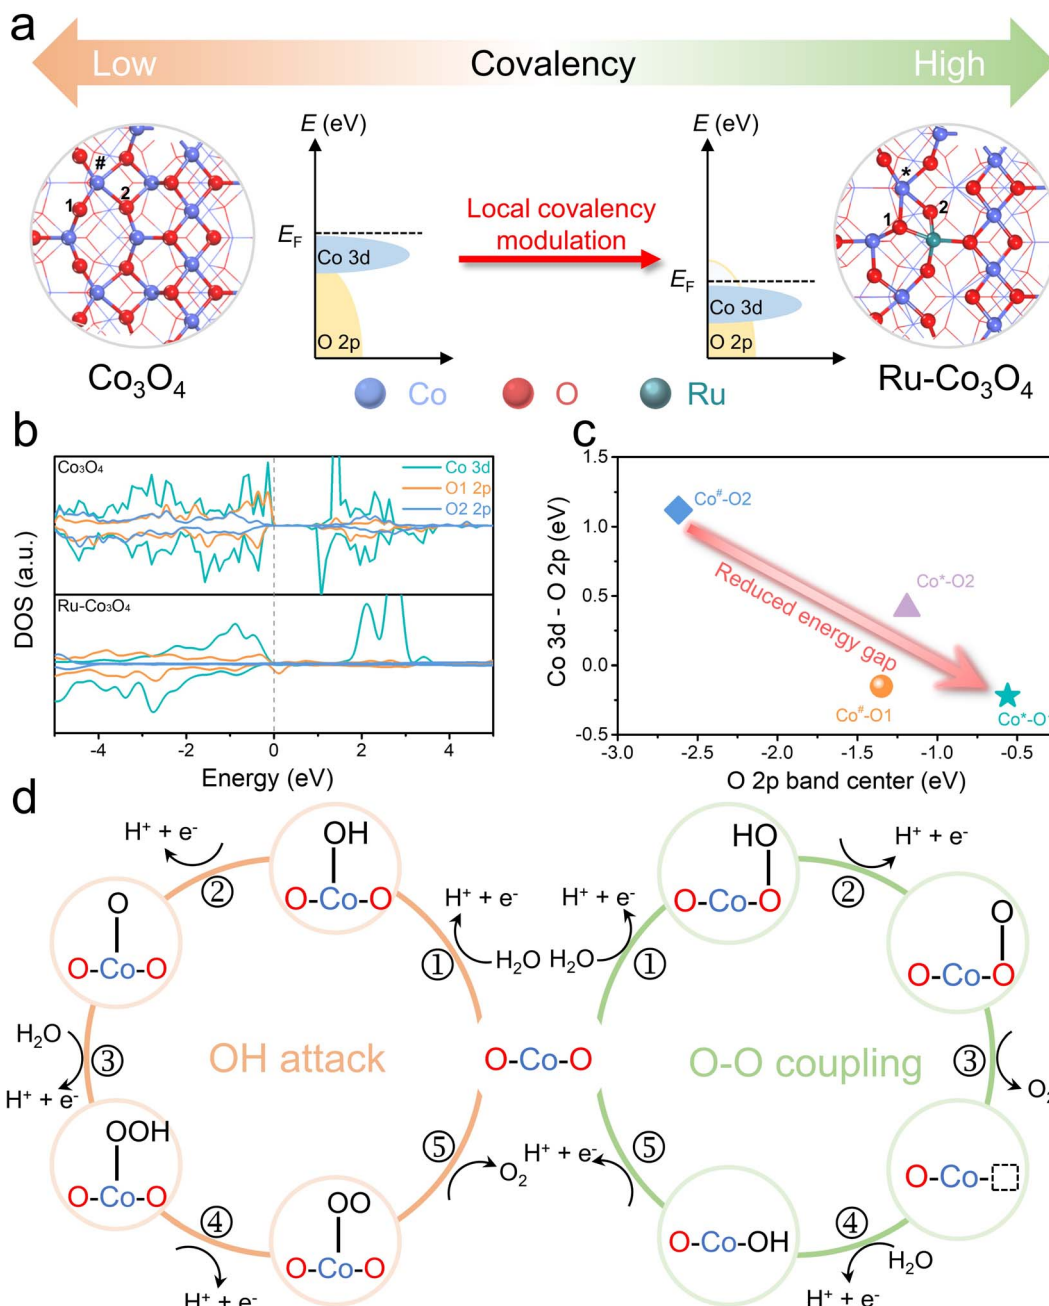 a
Low
Covalency
High
E (eV)
E (eV)
#
1
2
E_F
Co 3d
O 2p
Local covalency
modulation
E_F
Co 3d
O 2p
*
1
2
Co₃O₄
Ru-Co₃O₄
Co
O
Ru
b
Co₃O₄
Co 3d
O1 2p
O2 2p
Ru-Co₃O₄
DOS (a.u.)
-4
-2
0
2
4
Energy (eV)
c
1.5
1.0
0.5
0.0
-0.5
Co 3d - O 2p (eV)
Co#-O2
Co*-O2
Reduced energy gap
Co#-O1
Co*-O1
-3.0
-2.5
-2.0
-1.5
-1.0
-0.5
O 2p band center (eV)
d
OH attack
O-Co-O
OH
O-Co-O
H⁺ + e⁻
H₂O
①
H⁺ + e⁻
②
O
O-Co-O
H₂O
③
H⁺ + e⁻
OOH
O-Co-O
④
H⁺ + e⁻
OO
O-Co-O
⑤
O₂
O-O coupling
H⁺ + e⁻
H₂O
①
HO
O-Co-O
②
H⁺ + e⁻
O
O-Co-O
③
O₂
O-Co-
④
H₂O
H⁺ + e⁻
O-Co-OH
⑤
H⁺ + e⁻